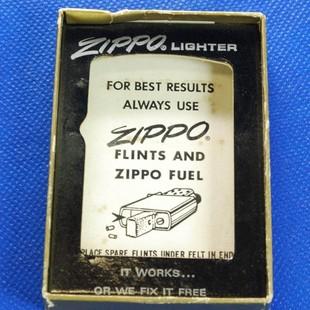 ZIPPO® LIGHTER
FOR BEST RESULTS
ALWAYS USE
ZIPPO®
FLINTS AND
ZIPPO FUEL
PLACE SPARE FLINTS UNDER FELT IN END
IT WORKS...
OR WE FIX IT FREE